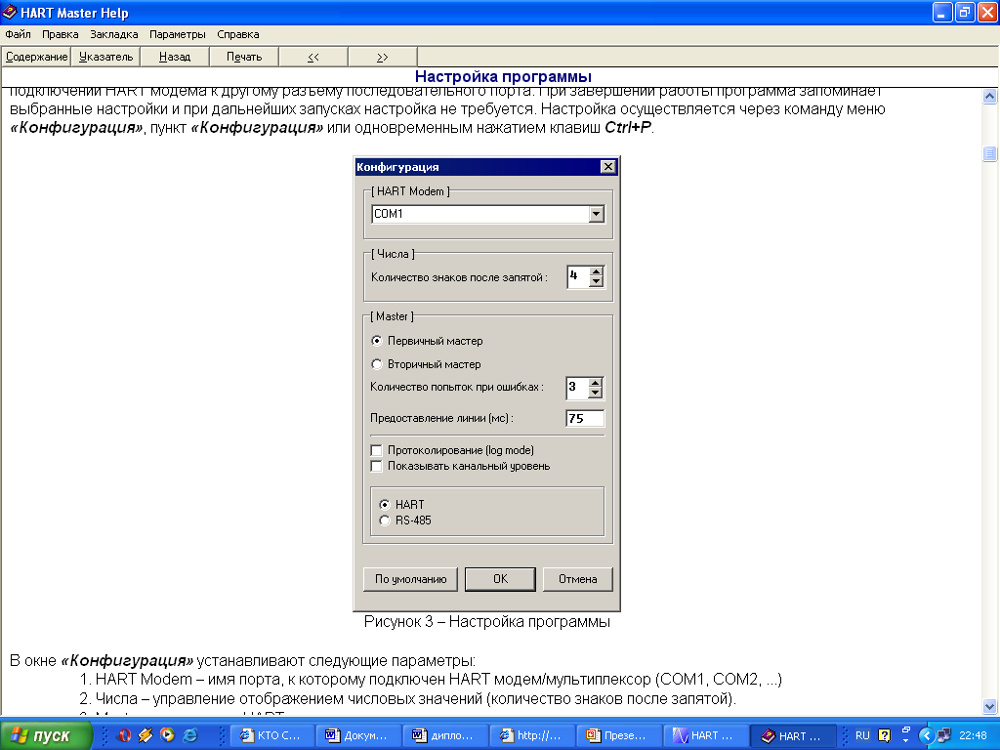 HART Master Help
Файл Правка Закладка Параметры Справка
Содержание Указатель Назад Печать << >>
Настройка программы
подключении HART модема к другому разъему последовательного порта. При завершении работы программа запоминает
выбранные настройки и при дальнейших запусках настройка не требуется. Настройка осуществляется через команду меню
«Конфигурация», пункт «Конфигурация» или одновременным нажатием клавиш Ctrl+P.
Конфигурация
[ HART Modem ]
COM1
[ Числа ]
Количество знаков после запятой : 4
[ Master ]
Первичный мастер
Вторичный мастер
Количество попыток при ошибках : 3
Предоставление линии (мс) : 75
Протоколирование (log mode)
Показывать канальный уровень
HART
RS-485
По умолчанию OK Отмена
Рисунок 3 – Настройка программы
В окне «Конфигурация» устанавливают следующие параметры:
1. HART Modem – имя порта, к которому подключен HART модем/мультиплексор (COM1, COM2, ...)
2. Числа – управление отображением числовых значений (количество знаков после запятой).
пуск КТО С... Докум... дипло... http://... Презе... HART ... HART ... RU 22:48